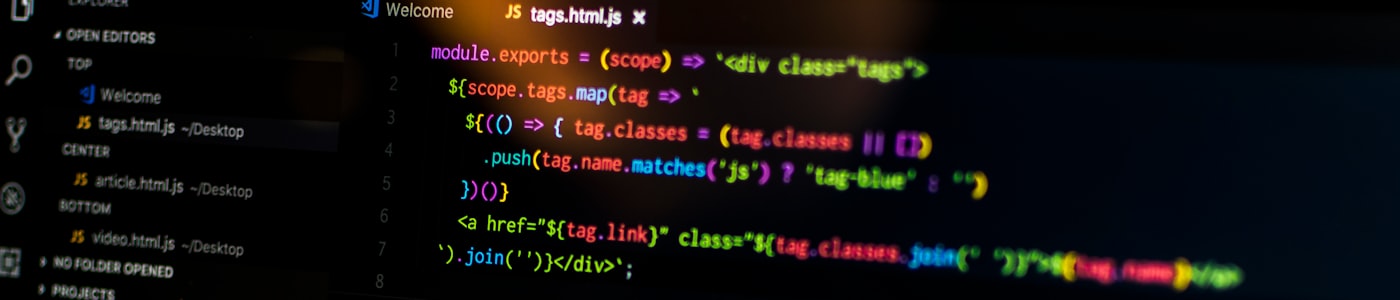 EXPLORER
OPEN EDITORS
TOP
Welcome
JS tags.html.js ~/Desktop
CENTER
JS article.html.js ~/Desktop
BOTTOM
JS video.html.js ~/Desktop
NO FOLDER OPENED
PROJECTS
Welcome
JS tags.html.js ×
1 module.exports = (scope) => `<div class="tags">
2 ${scope.tags.map(tag => `
3 ${(() => { tag.classes = (tag.classes || [])
4 .push(tag.name.matches('js') ? 'tag-blue' : '')
5 })()}
6 <a href="${tag.link}" class="${tag.classes.join(' ')}">${tag.name}</a>
7 `).join('')}</div>`;
8